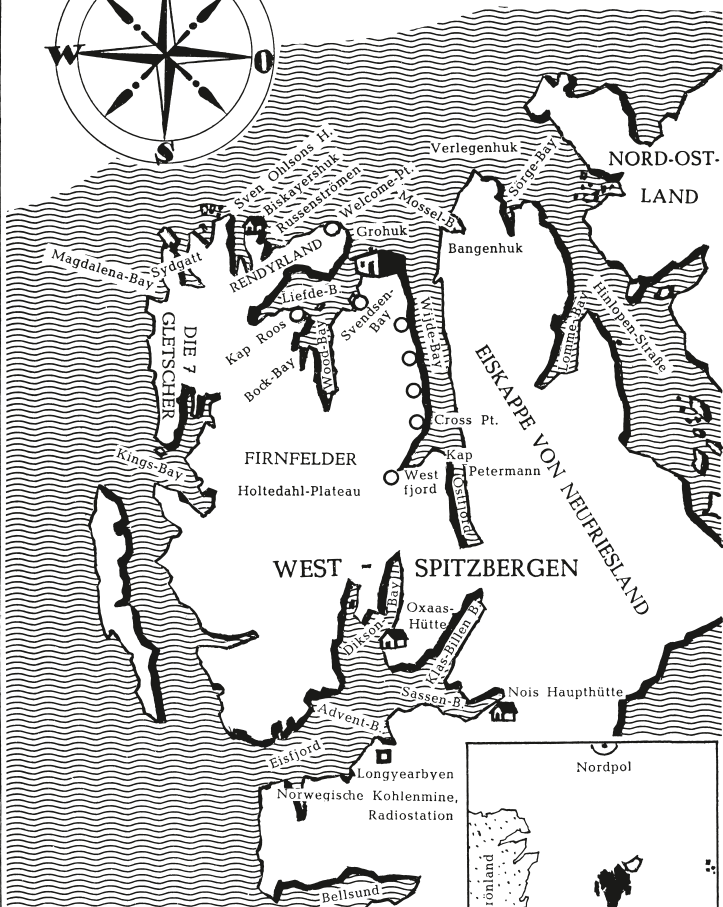 W
O
S
Verlegenhuk
Sorge-Bay
NORD-OST-
LAND
Sven Ohlsons H.
Biskayershuk
Russenströmen
Welcome-Pt.
Mossel-B.
Grohuk
Bangenhuk
Magdalena-Bay
Sydgatt
RENDYRLAND
Liefde-B.
Svendsen-
Bay
Kap Roos
Wood-Bay
Bock-Bay
Wijde-Bay
Lomme-Bay
Hinlopen-Straße
DIE 7
GLETSCHER
EISKAPPE VON NEUFRIESLAND
Cross Pt.
Kings-Bay
FIRNFELDER
Holtedahl-Plateau
West
fjord
Kap
Petermann
Ostfjord
WEST - SPITZBERGEN
Dikson-
Bay
Oxaas-
Hütte
Klas-Billen B.
Sassen-B.
Nois Haupthütte
Advent-B.
Eisfjord
Longyearbyen
Norwegische Kohlenmine,
Radiostation
Bellsund
Nordpol
rönland